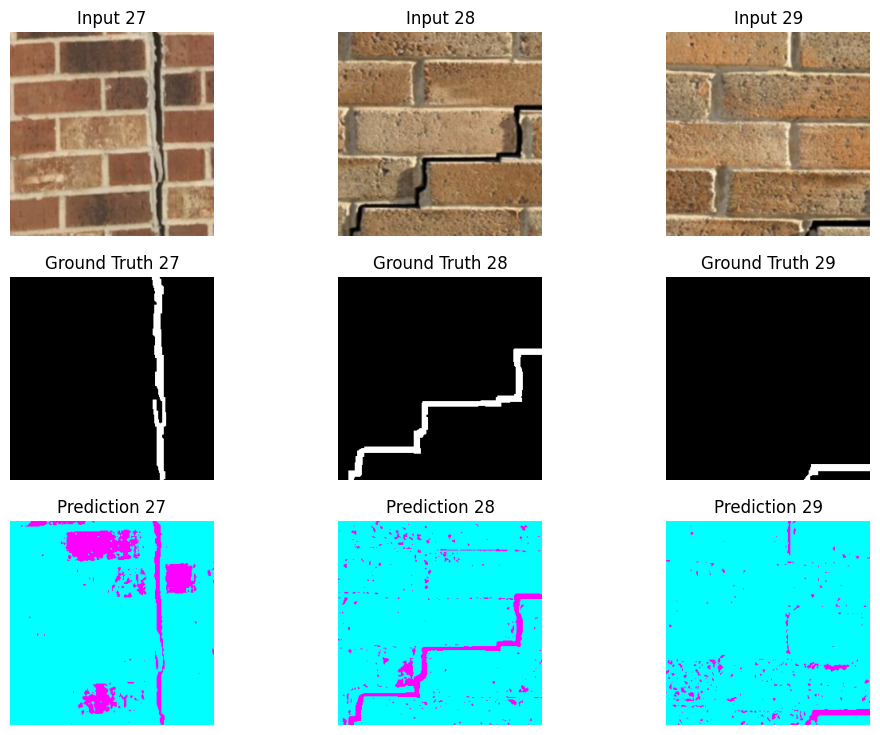 Input 27
Input 28
Input 29
Ground Truth 27
Ground Truth 28
Ground Truth 29
Prediction 27
Prediction 28
Prediction 29